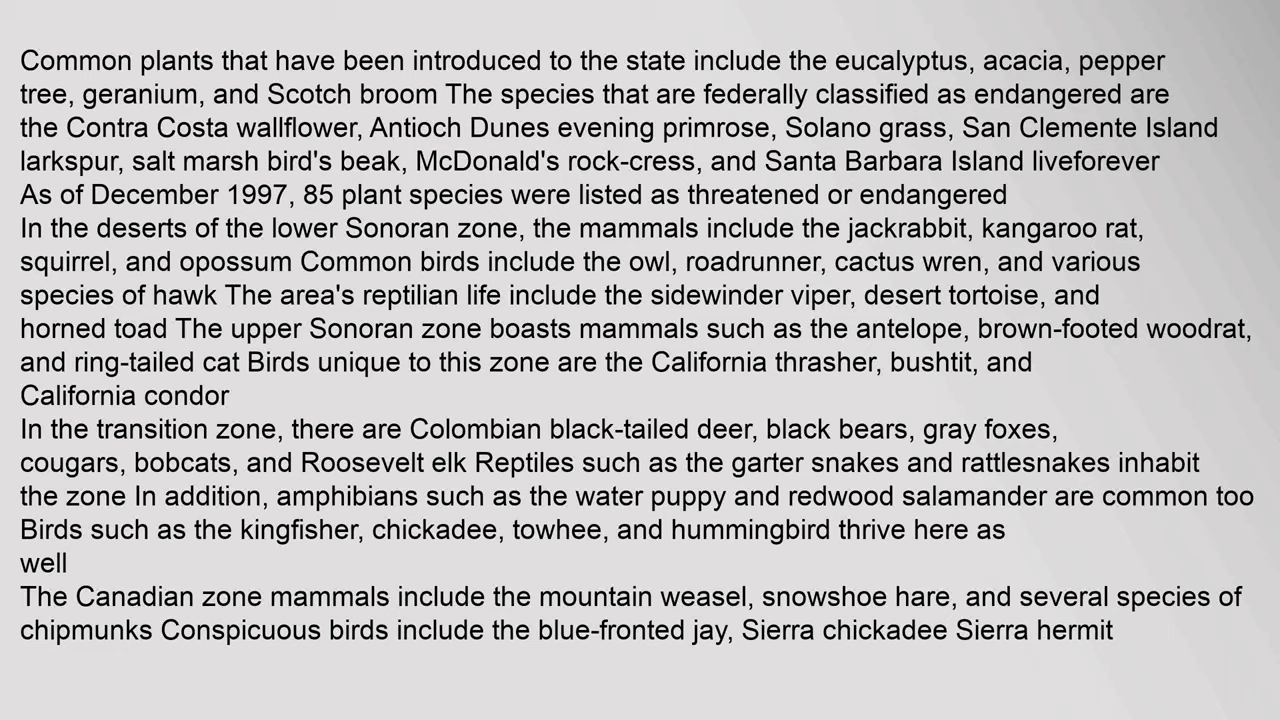 Common plants that have been introduced to the state include the eucalyptus, acacia, pepper
tree, geranium, and Scotch broom The species that are federally classified as endangered are
the Contra Costa wallflower, Antioch Dunes evening primrose, Solano grass, San Clemente Island
larkspur, salt marsh bird's beak, McDonald's rock-cress, and Santa Barbara Island liveforever
As of December 1997, 85 plant species were listed as threatened or endangered
In the deserts of the lower Sonoran zone, the mammals include the jackrabbit, kangaroo rat,
squirrel, and opossum Common birds include the owl, roadrunner, cactus wren, and various
species of hawk The area's reptilian life include the sidewinder viper, desert tortoise, and
horned toad The upper Sonoran zone boasts mammals such as the antelope, brown-footed woodrat,
and ring-tailed cat Birds unique to this zone are the California thrasher, bushtit, and
California condor
In the transition zone, there are Colombian black-tailed deer, black bears, gray foxes,
cougars, bobcats, and Roosevelt elk Reptiles such as the garter snakes and rattlesnakes inhabit
the zone In addition, amphibians such as the water puppy and redwood salamander are common too
Birds such as the kingfisher, chickadee, towhee, and hummingbird thrive here as
well
The Canadian zone mammals include the mountain weasel, snowshoe hare, and several species of
chipmunks Conspicuous birds include the blue-fronted jay, Sierra chickadee Sierra hermit